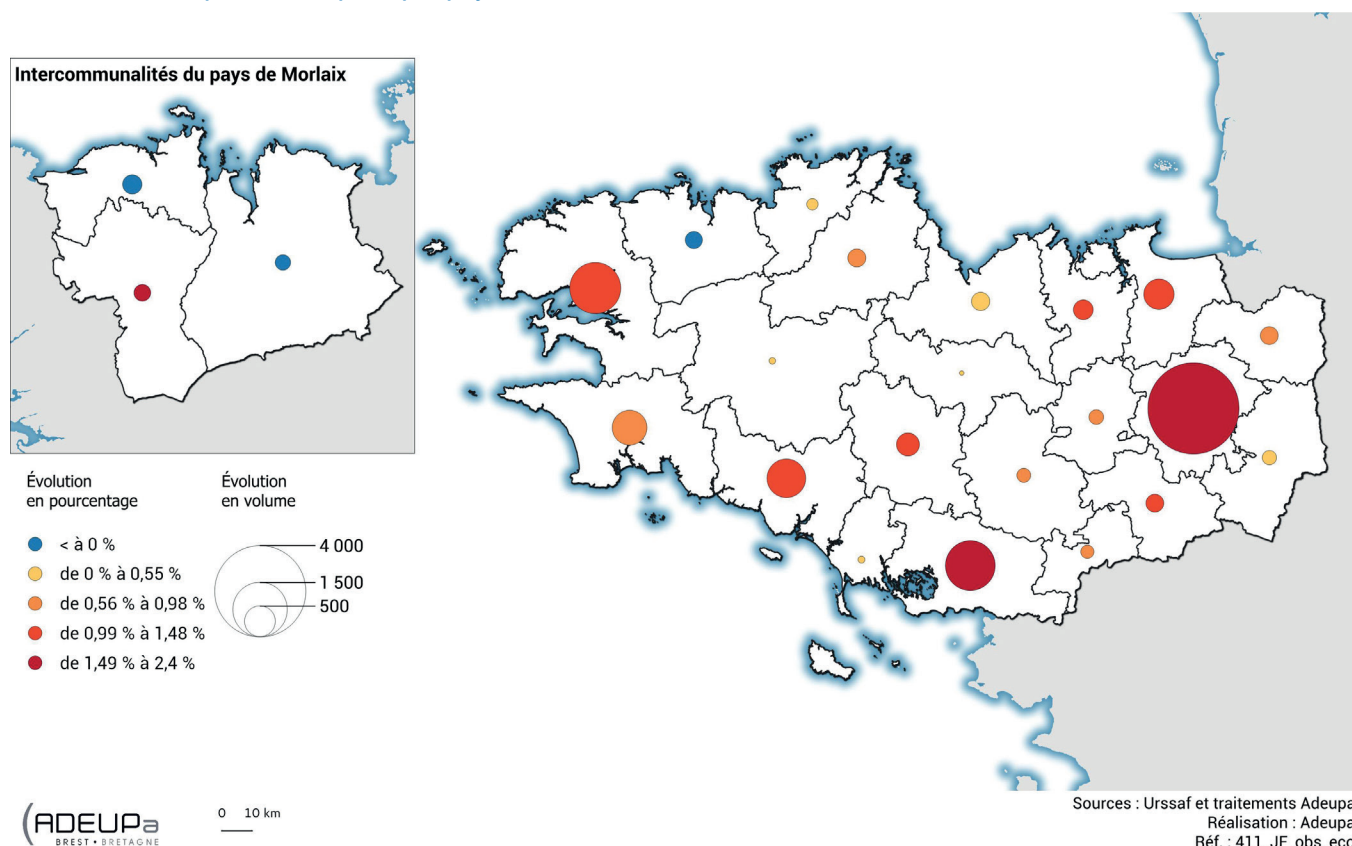 Intercommunalités du pays de Morlaix
Évolution
en pourcentage
< à 0 %
de 0 % à 0,55 %
de 0,56 % à 0,98 %
de 0,99 % à 1,48 %
de 1,49 % à 2,4 %
Évolution
en volume
4 000
1 500
500
ADEUPa
BREST • BRETAGNE
0 10 km
Sources : Urssaf et traitements Adeupa
Réalisation : Adeupa
Réf. : 411_JF_obs_eco